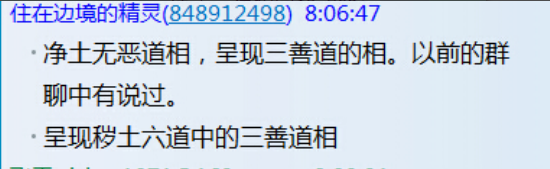 住在边境的精灵(848912498) 8:06:47
· 净土无恶道相，呈现三善道的相。以前的群
聊中有说过。
· 呈现秽土六道中的三善道相